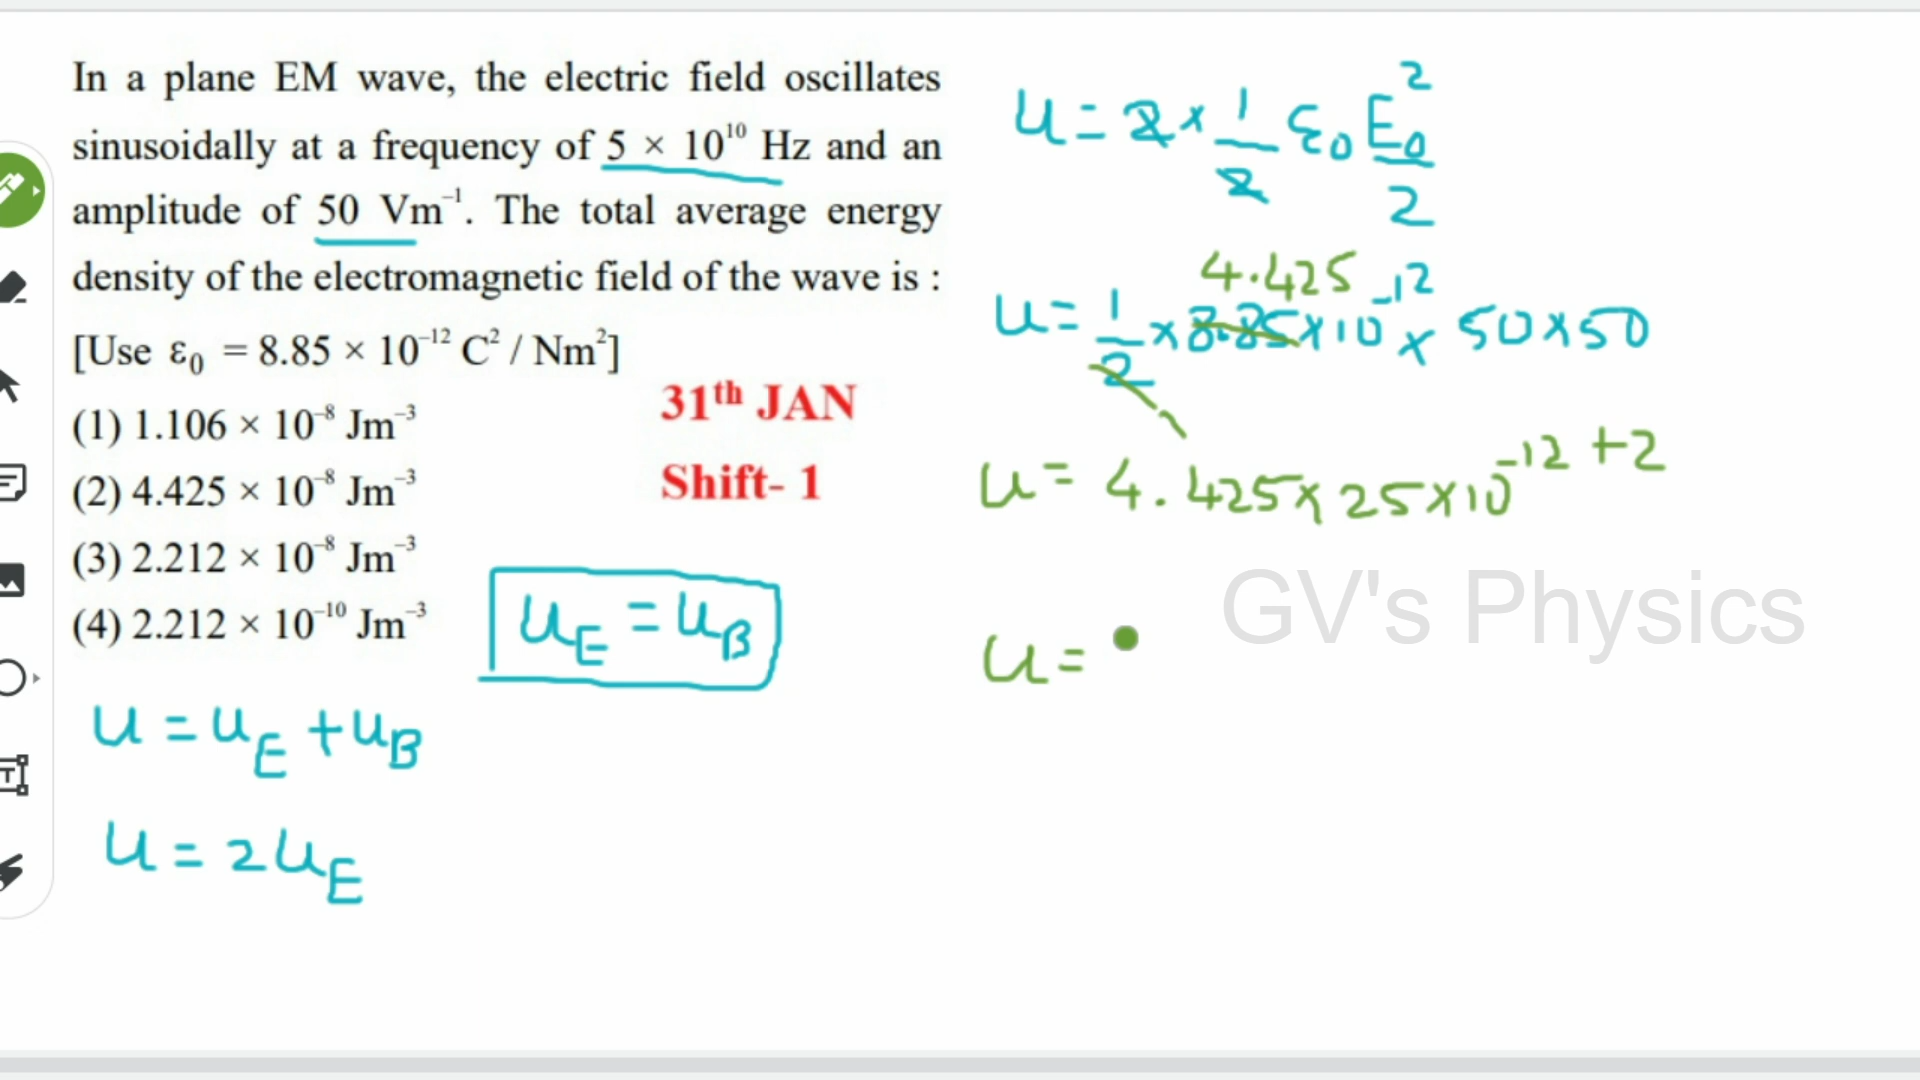 In a plane EM wave, the electric field oscillates
sinusoidally at a frequency of 5 × 10¹⁰ Hz and an
amplitude of 50 Vm⁻¹. The total average energy
density of the electromagnetic field of the wave is :
[Use ε₀ = 8.85 × 10⁻¹² C² / Nm²]
(1) 1.106 × 10⁻⁸ Jm⁻³
(2) 4.425 × 10⁻⁸ Jm⁻³
(3) 2.212 × 10⁻⁸ Jm⁻³
(4) 2.212 × 10⁻¹⁰ Jm⁻³
31ᵗʰ JAN
Shift- 1
u_E = u_B
u = u_E + u_B
u = 2u_E
u = 2 × 1/2 ε₀ E₀²/2
4.425
u = 1/2 × 8.85 × 10⁻¹² × 50 × 50
u = 4.425 × 25 × 10⁻¹² ⁺²
u =
GV's Physics